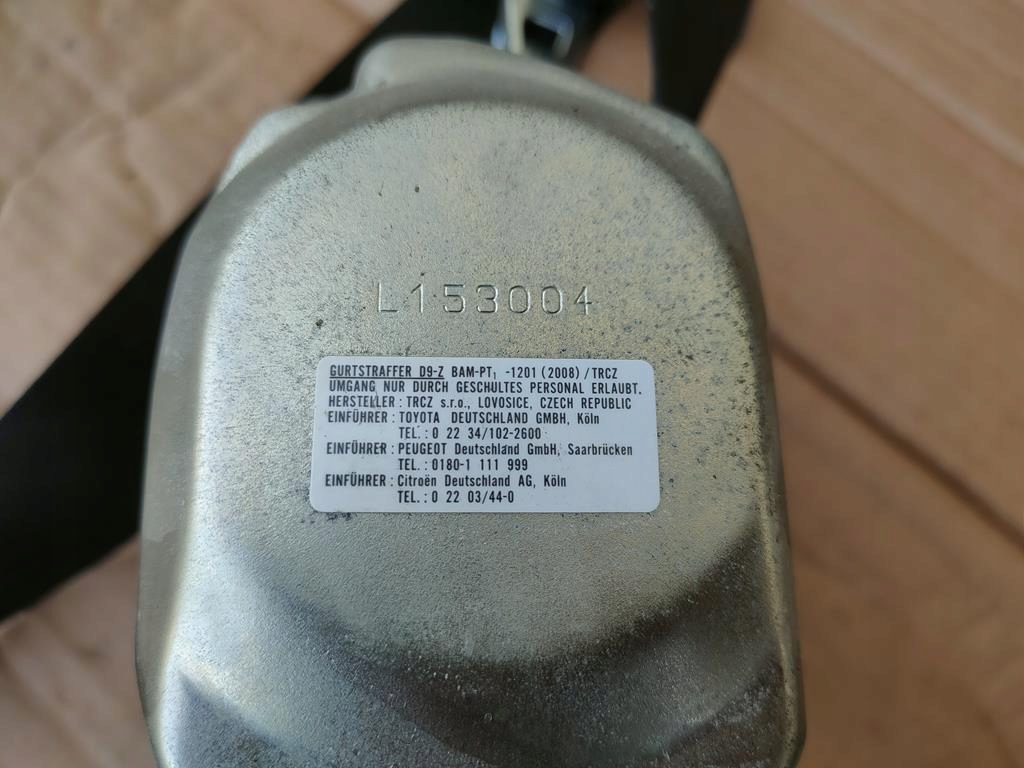 L153004
GURTSTRAFFER D9-Z BAM-PT₁ -1201 (2008) / TRCZ
UMGANG NUR DURCH GESCHULTES PERSONAL ERLAUBT.
HERSTELLER : TRCZ s.r.o., LOVOSICE, CZECH REPUBLIC
EINFÜHRER : TOYOTA DEUTSCHLAND GMBH, Köln
TEL. : 0 22 34/102-2600
EINFÜHRER : PEUGEOT Deutschland GmbH, Saarbrücken
TEL. : 0180-1 111 999
EINFÜHRER : Citroën Deutschland AG, Köln
TEL. : 0 22 03/44-0